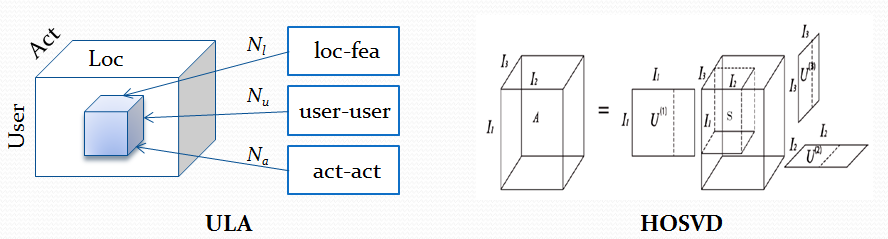 Act
Loc
User
N_l
N_u
N_a
loc-fea
user-user
act-act
ULA
I_3
I_2
I_1
A
=
I_1
I_1
U^(1)
I_3
I_2
I_1
S
I_3
I_3
U^(3)
I_2
I_2
U^(2)
HOSVD